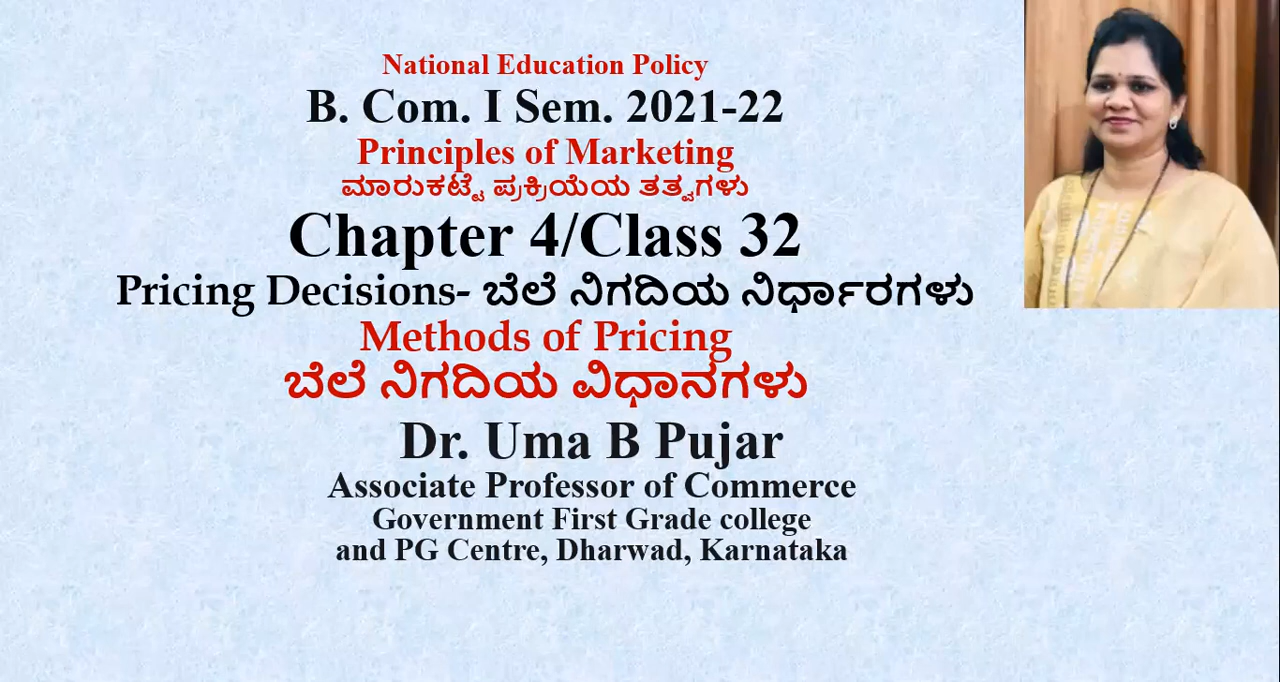 National Education Policy
B. Com. I Sem. 2021-22
Principles of Marketing
ಮಾರುಕಟ್ಟೆ ಪ್ರಕ್ರಿಯೆಯ ತತ್ವಗಳು
Chapter 4/Class 32
Pricing Decisions- ಬೆಲೆ ನಿಗದಿಯ ನಿರ್ಧಾರಗಳು
Methods of Pricing
ಬೆಲೆ ನಿಗದಿಯ ವಿಧಾನಗಳು
Dr. Uma B Pujar
Associate Professor of Commerce
Government First Grade college
and PG Centre, Dharwad, Karnataka